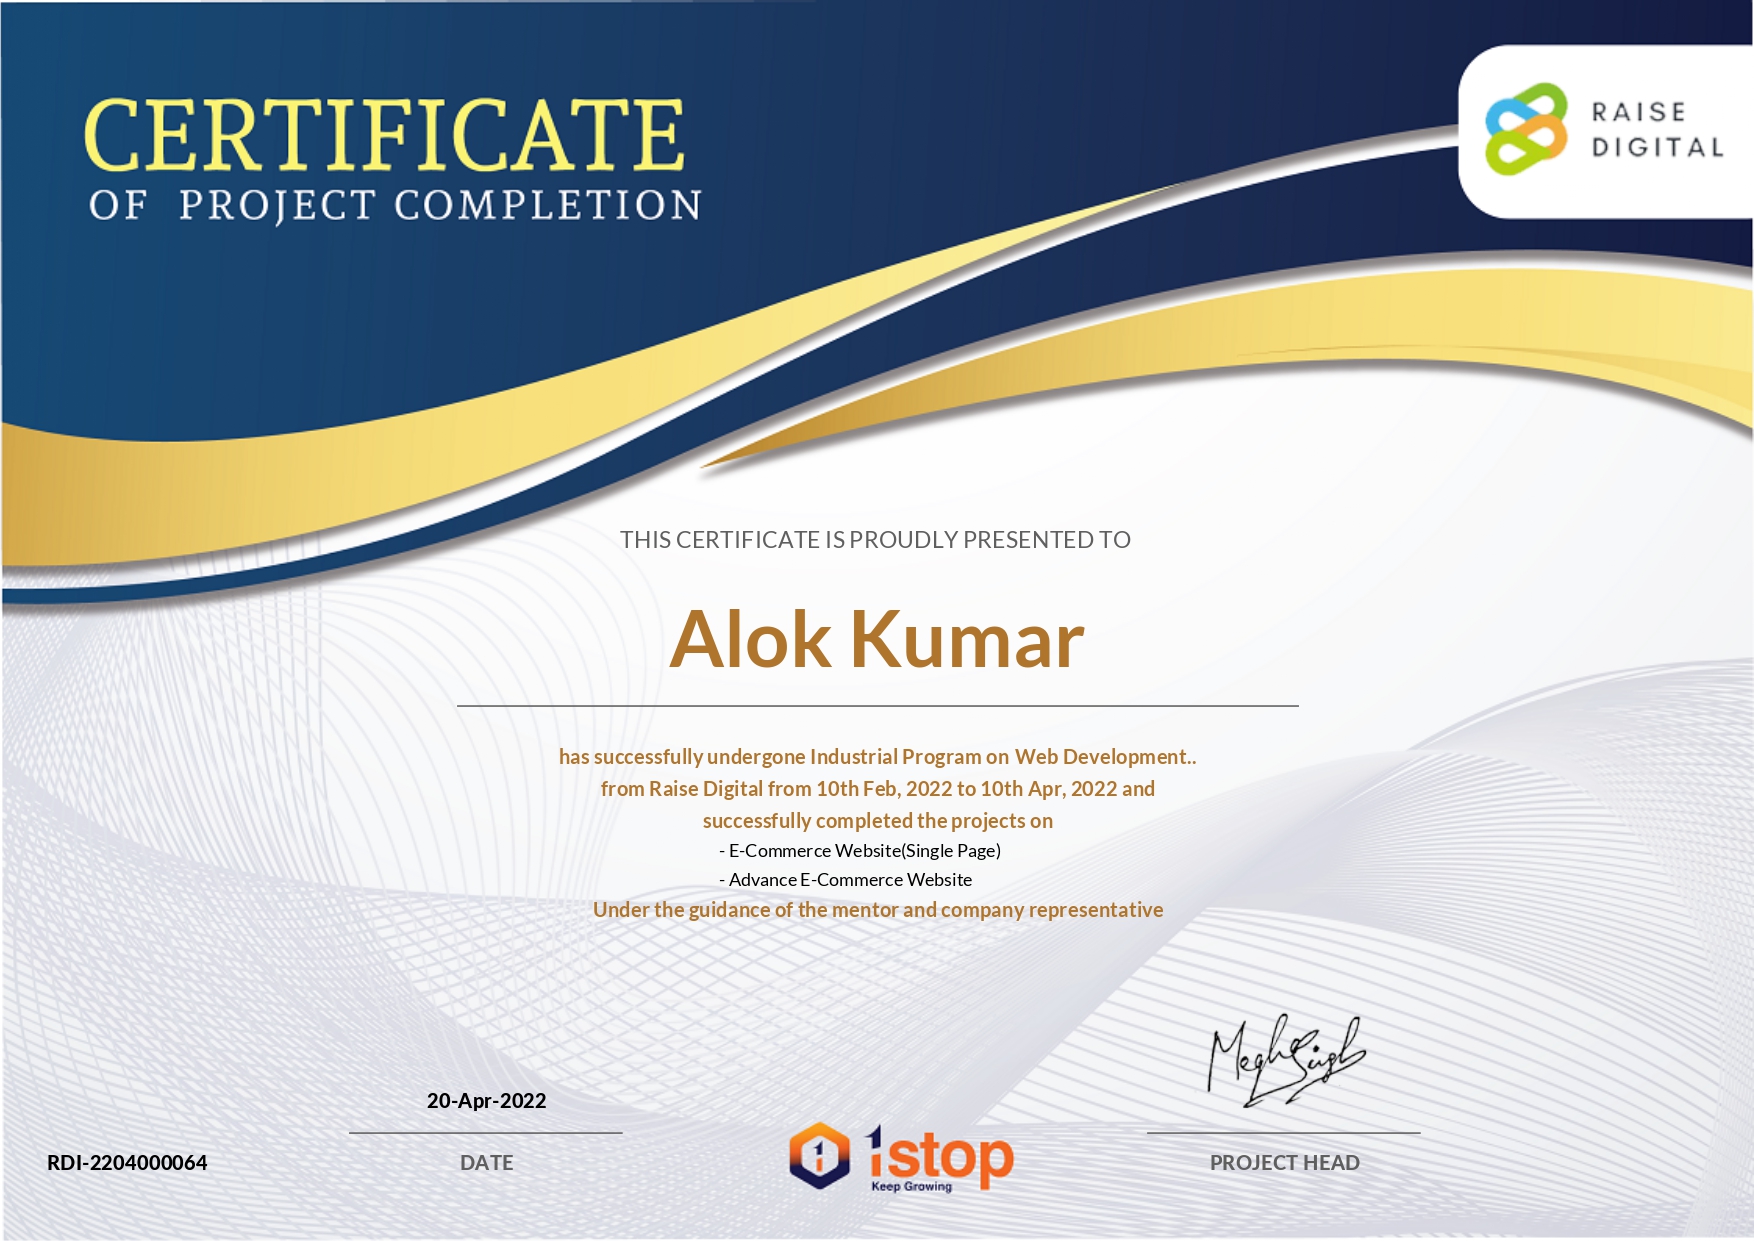 CERTIFICATE
OF PROJECT COMPLETION
RAISE
DIGITAL
THIS CERTIFICATE IS PROUDLY PRESENTED TO
Alok Kumar
has successfully undergone Industrial Program on Web Development..
from Raise Digital from 10th Feb, 2022 to 10th Apr, 2022 and
successfully completed the projects on
- E-Commerce Website(Single Page)
- Advance E-Commerce Website
Under the guidance of the mentor and company representative
Megha Singh
20-Apr-2022
RDI-2204000064
DATE
1
1stop
Keep Growing
PROJECT HEAD